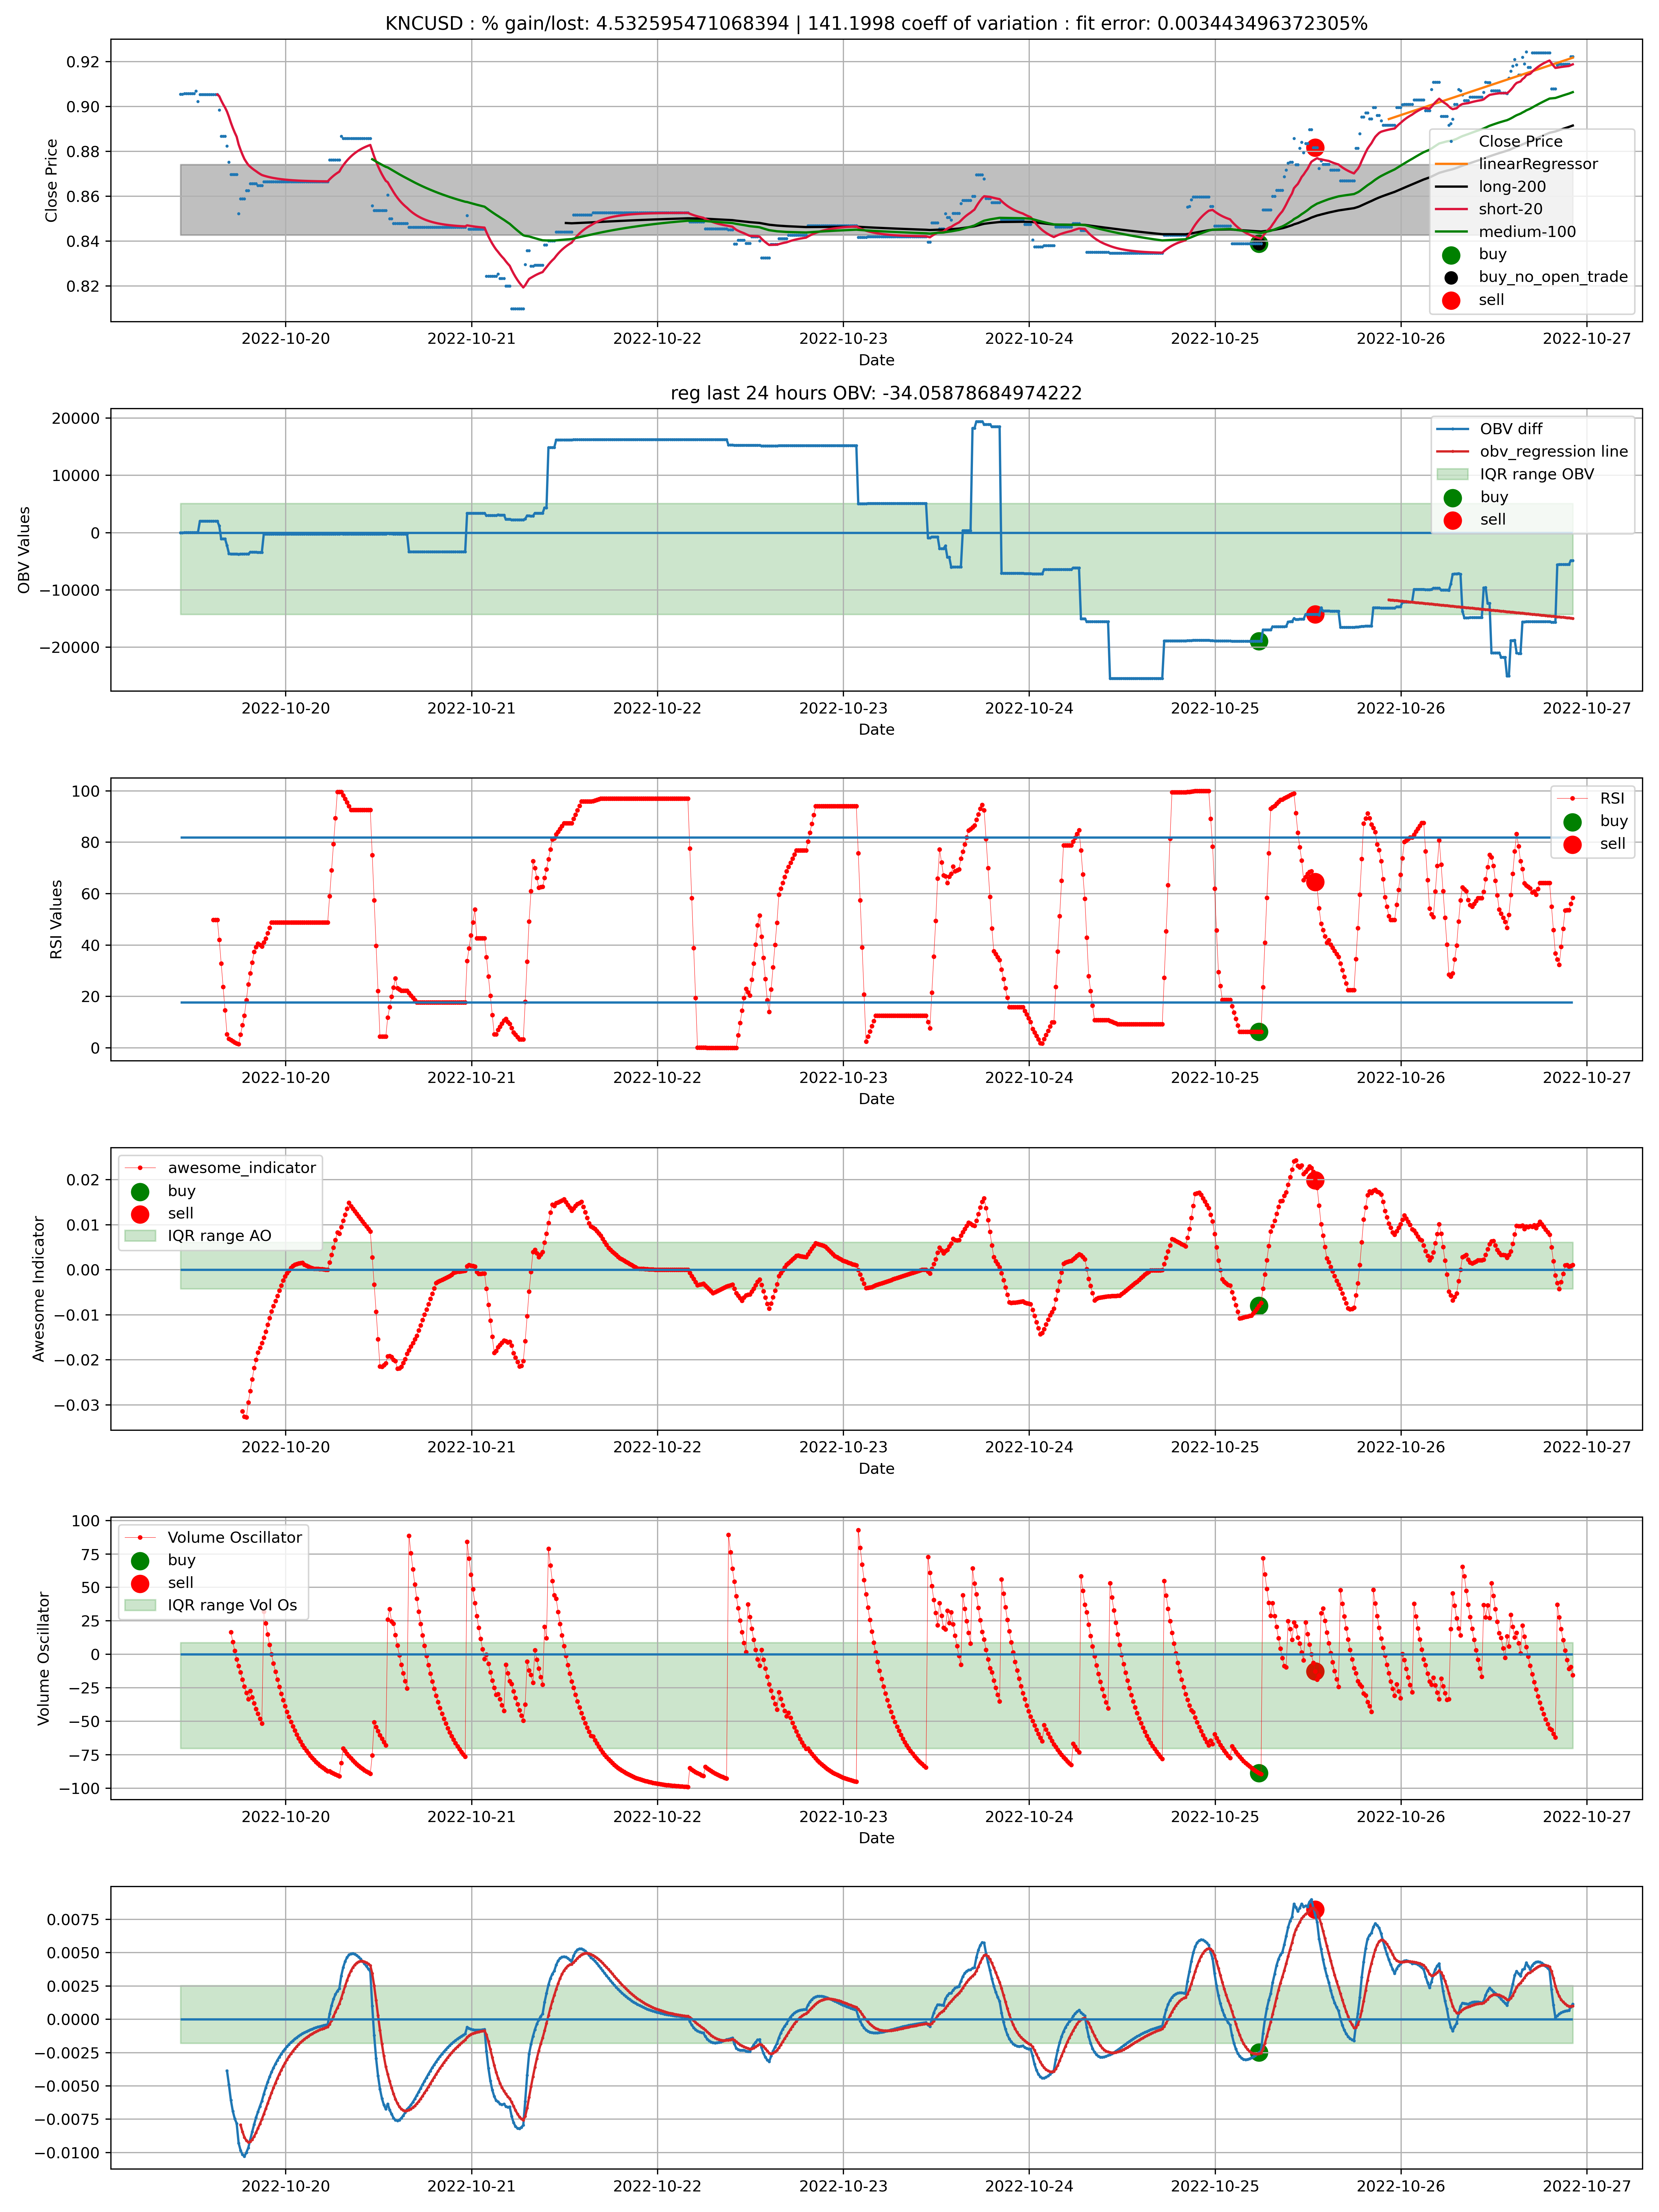 KNCUSD : % gain/lost: 4.532595471068394 | 141.1998 coeff of variation : fit error: 0.003443496372305%
Close Price
0.92
0.90
0.88
0.86
0.84
0.82
Close Price
linearRegressor
long-200
short-20
medium-100
buy
buy_no_open_trade
sell
2022-10-20 2022-10-21 2022-10-22 2022-10-23 2022-10-24 2022-10-25 2022-10-26 2022-10-27
Date
reg last 24 hours OBV: -34.05878684974222
OBV Values
20000
10000
0
−10000
−20000
OBV diff
obv_regression line
IQR range OBV
buy
sell
2022-10-20 2022-10-21 2022-10-22 2022-10-23 2022-10-24 2022-10-25 2022-10-26 2022-10-27
Date
RSI Values
100
80
60
40
20
0
RSI
buy
sell
2022-10-20 2022-10-21 2022-10-22 2022-10-23 2022-10-24 2022-10-25 2022-10-26 2022-10-27
Date
Awesome Indicator
0.02
0.01
0.00
−0.01
−0.02
−0.03
awesome_indicator
buy
sell
IQR range AO
2022-10-20 2022-10-21 2022-10-22 2022-10-23 2022-10-24 2022-10-25 2022-10-26 2022-10-27
Date
Volume Oscillator
100
75
50
25
0
−25
−50
−75
−100
Volume Oscillator
buy
sell
IQR range Vol Os
2022-10-20 2022-10-21 2022-10-22 2022-10-23 2022-10-24 2022-10-25 2022-10-26 2022-10-27
Date
0.0075
0.0050
0.0025
0.0000
−0.0025
−0.0050
−0.0075
−0.0100
2022-10-20 2022-10-21 2022-10-22 2022-10-23 2022-10-24 2022-10-25 2022-10-26 2022-10-27